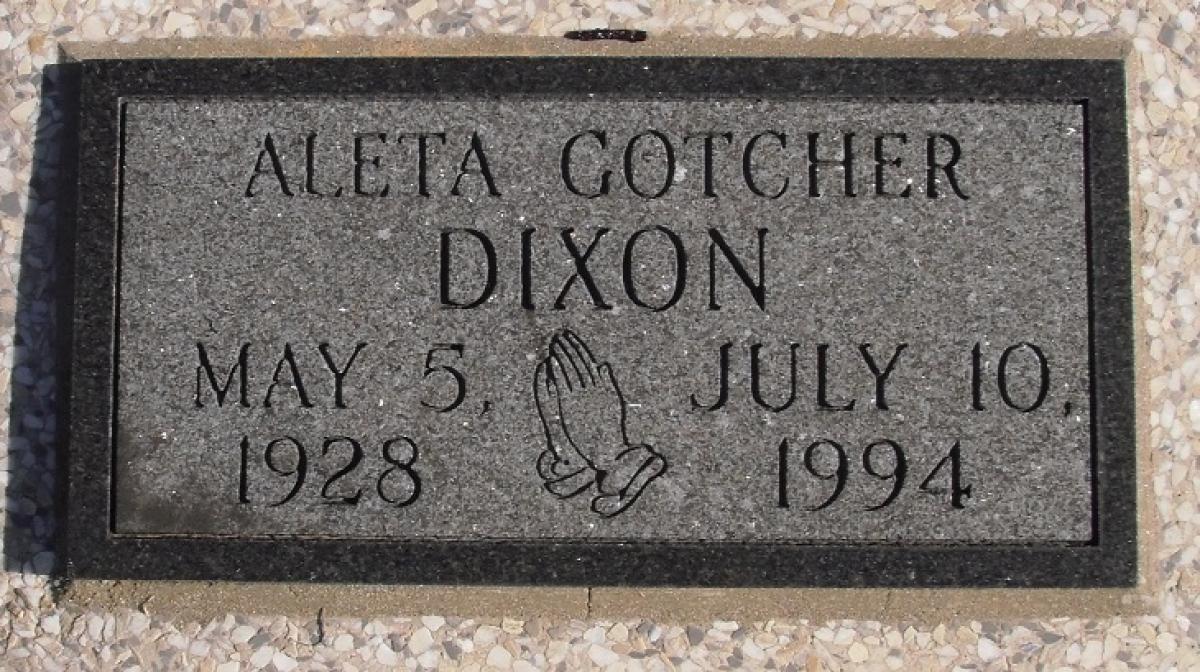 ALETA GOTCHER
DIXON
MAY 5, JULY 10,
1928 1994